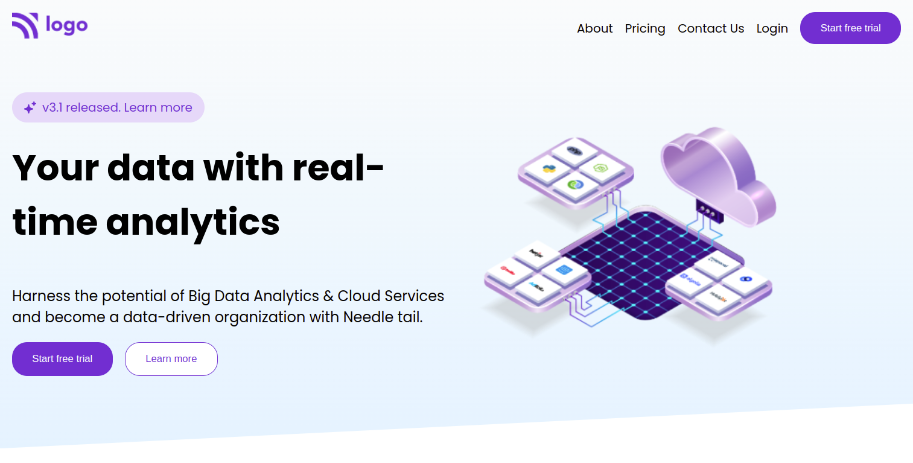 logo
About Pricing Contact Us Login Start free trial
v3.1 released. Learn more
Your data with real-
time analytics
Harness the potential of Big Data Analytics & Cloud Services
and become a data-driven organization with Needle tail.
Start free trial Learn more